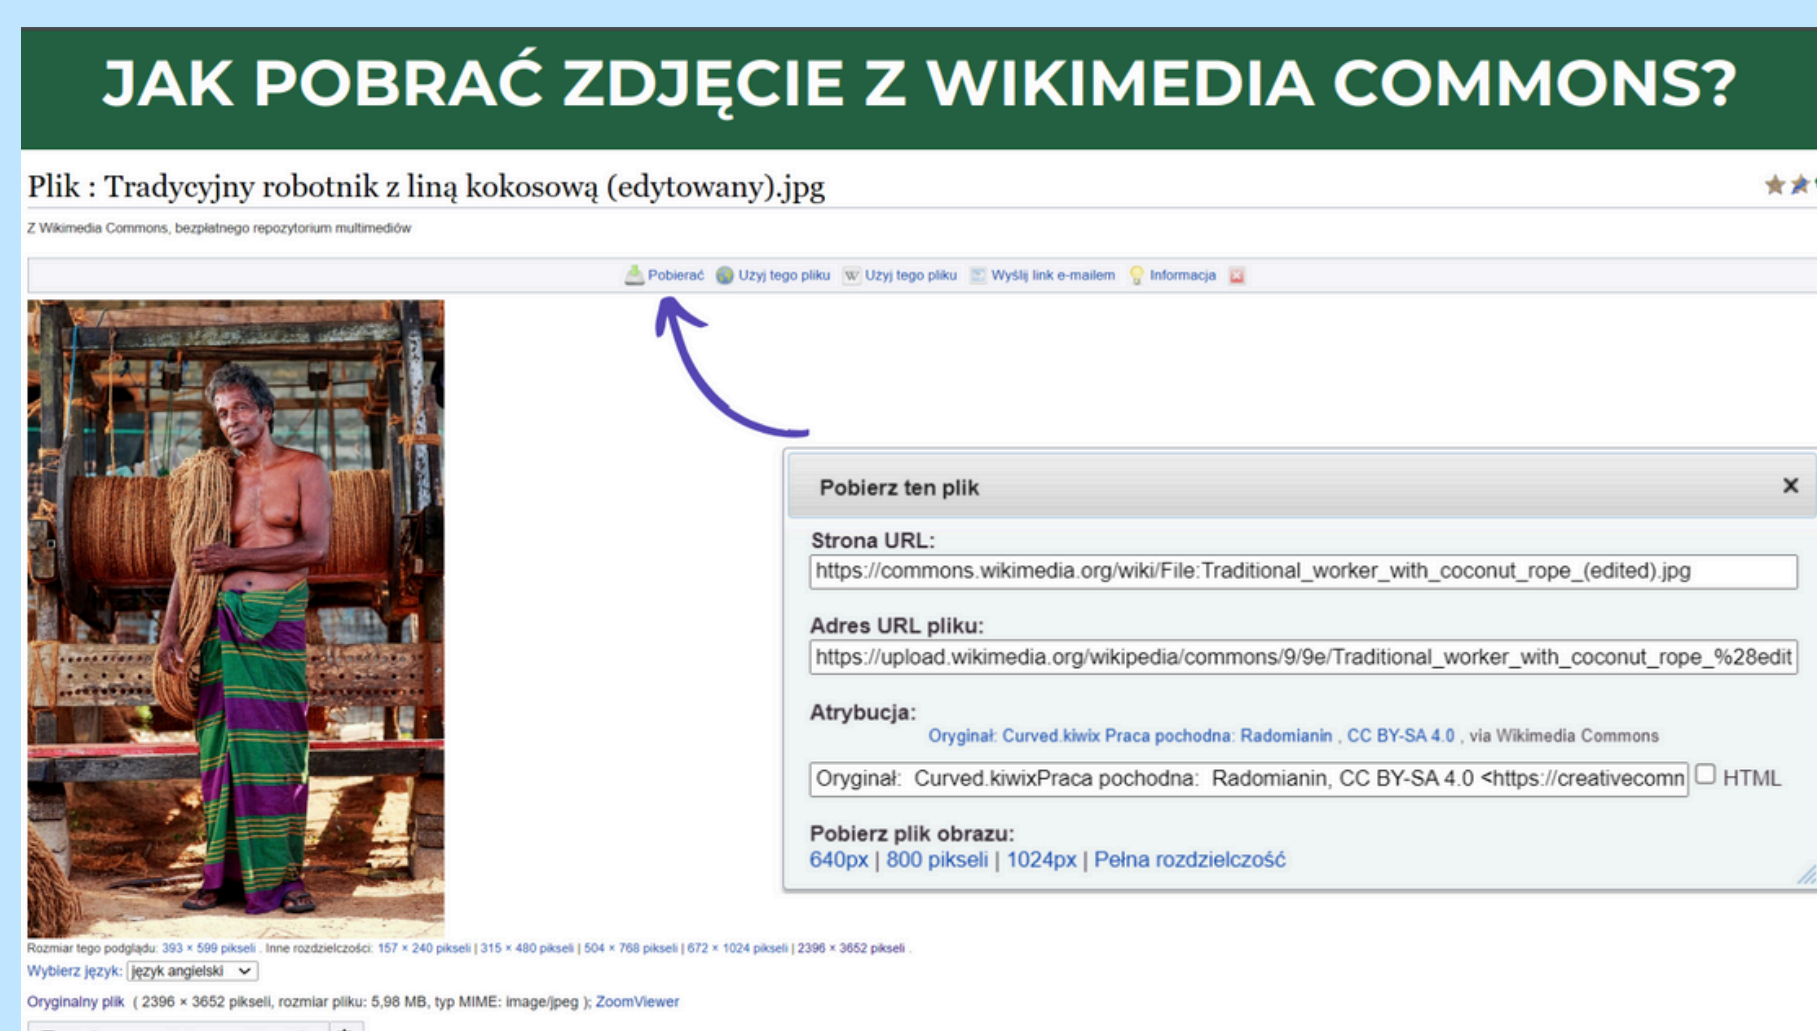 JAK POBRAĆ ZDJĘCIE Z WIKIMEDIA COMMONS?
Plik : Tradycyjny robotnik z liną kokosową (edytowany).jpg
Z Wikimedia Commons, bezpłatnego repozytorium multimediów
Pobierać Użyj tego pliku W Użyj tego pliku Wyślij link e-mailem Informacja
Pobierz ten plik
Strona URL:
https://commons.wikimedia.org/wiki/File:Traditional_worker_with_coconut_rope_(edited).jpg
Adres URL pliku:
https://upload.wikimedia.org/wikipedia/commons/9/9e/Traditional_worker_with_coconut_rope_%28edit
Atrybucja:
Oryginał: Curved.kiwix Praca pochodna: Radomianin , CC BY-SA 4.0 , via Wikimedia Commons
Oryginał: Curved.kiwixPraca pochodna: Radomianin, CC BY-SA 4.0 <https://creativecomn HTML
Pobierz plik obrazu:
640px | 800 pikseli | 1024px | Pełna rozdzielczość
Rozmiar tego podglądu: 393 × 599 pikseli . Inne rozdzielczości: 157 × 240 pikseli | 315 × 480 pikseli | 504 × 768 pikseli | 672 × 1024 pikseli | 2396 × 3652 pikseli .
Wybierz język: język angielski
Oryginalny plik ( 2396 × 3652 pikseli, rozmiar pliku: 5,98 MB, typ MIME: image/jpeg ); ZoomViewer